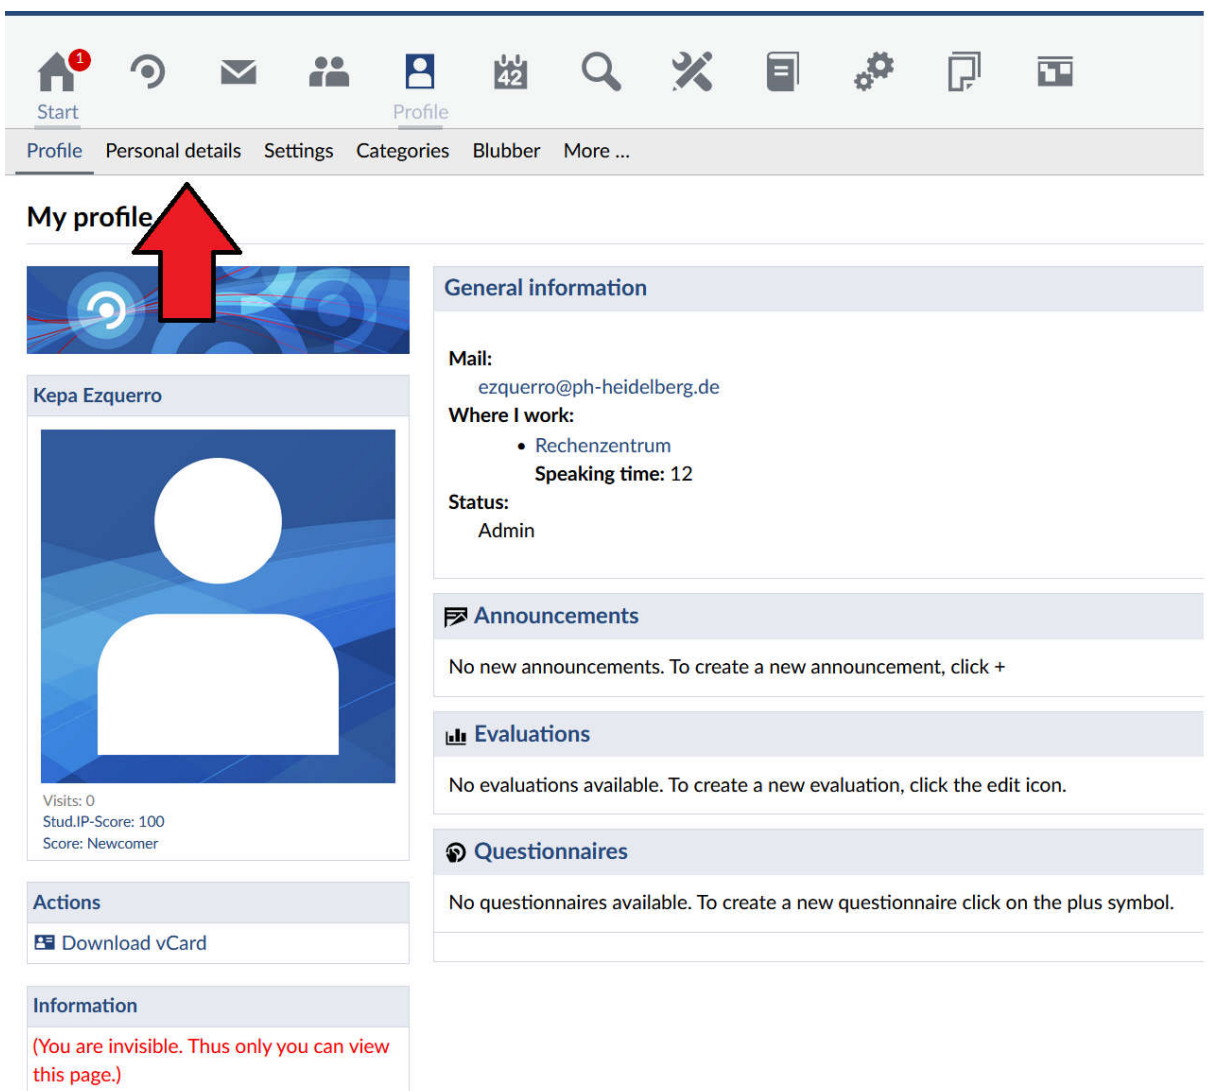 1
42
Start
Profile
Profile Personal details Settings Categories Blubber More ...
My profile
Kepa Ezquerro
Visits: 0
Stud.IP-Score: 100
Score: Newcomer
Actions
Download vCard
Information
(You are invisible. Thus only you can view
this page.)
General information
Mail:
ezquerro@ph-heidelberg.de
Where I work:
• Rechenzentrum
Speaking time: 12
Status:
Admin
Announcements
No new announcements. To create a new announcement, click +
Evaluations
No evaluations available. To create a new evaluation, click the edit icon.
Questionnaires
No questionnaires available. To create a new questionnaire click on the plus symbol.